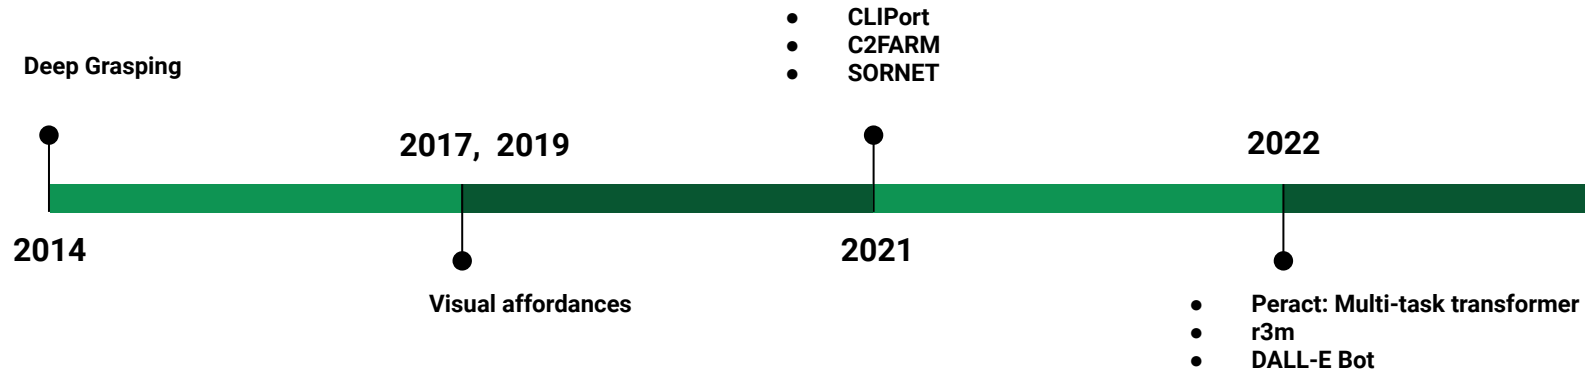 ● CLIPort
● C2FARM
● SORNET
Deep Grasping
2017, 2019
2022
2014
2021
Visual affordances
● Peract: Multi-task transformer
● r3m
● DALL-E Bot